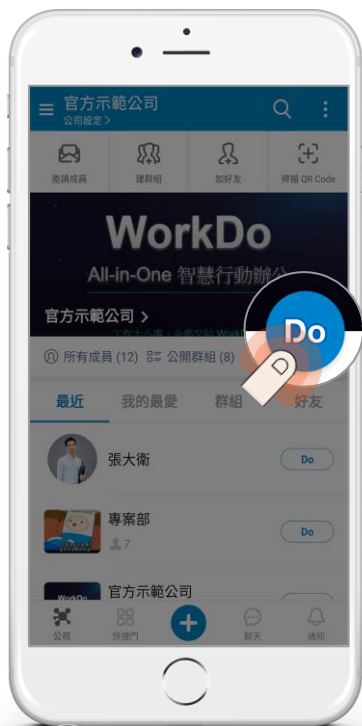 官方示範公司
公司設定>
邀請成員 建群組 加好友 掃描 QR Code
WorkDo
All-in-One 智慧行動辦公
官方示範公司 >
Do
所有成員 (12) 公開群組 (8)
最近 我的最愛 群組 好友
張大衛 Do
專案部 Do
7
官方示範公司
WorkDo
公司 快捷鬥 聊天 通知